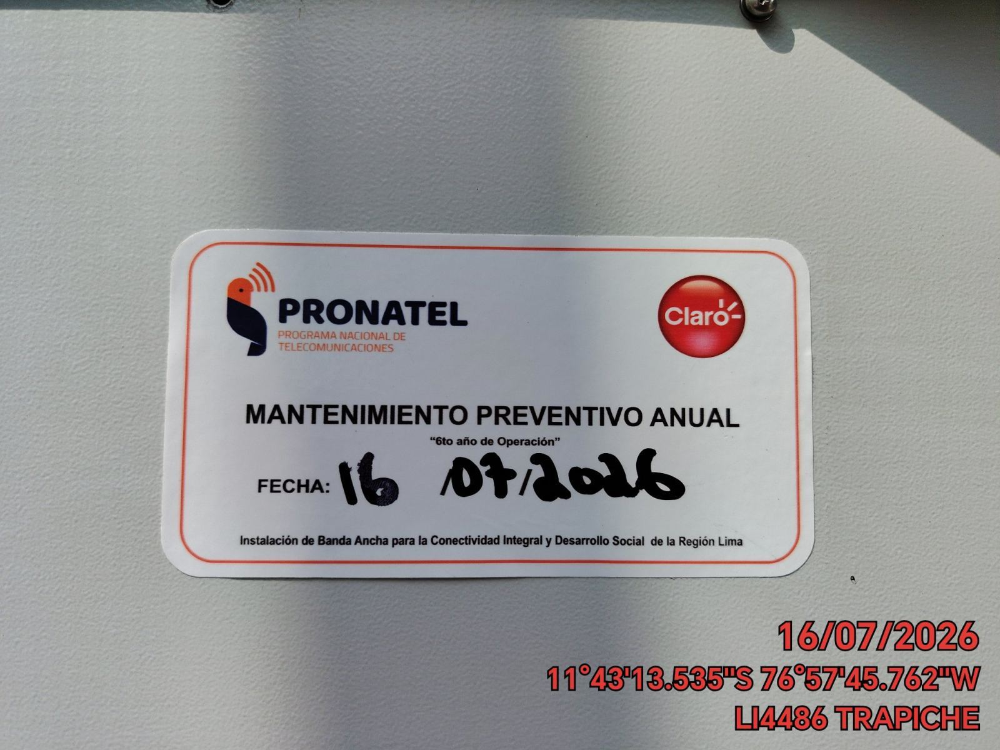 PRONATEL
PROGRAMA NACIONAL DE
TELECOMUNICACIONES
Claro
MANTENIMIENTO PREVENTIVO ANUAL
“6to año de Operación”
FECHA: 16 /07/2026
Instalación de Banda Ancha para la Conectividad Integral y Desarrollo Social de la Región Lima
16/07/2026
11°43'13.535"S 76°57'45.762"W
LI4486 TRAPICHE